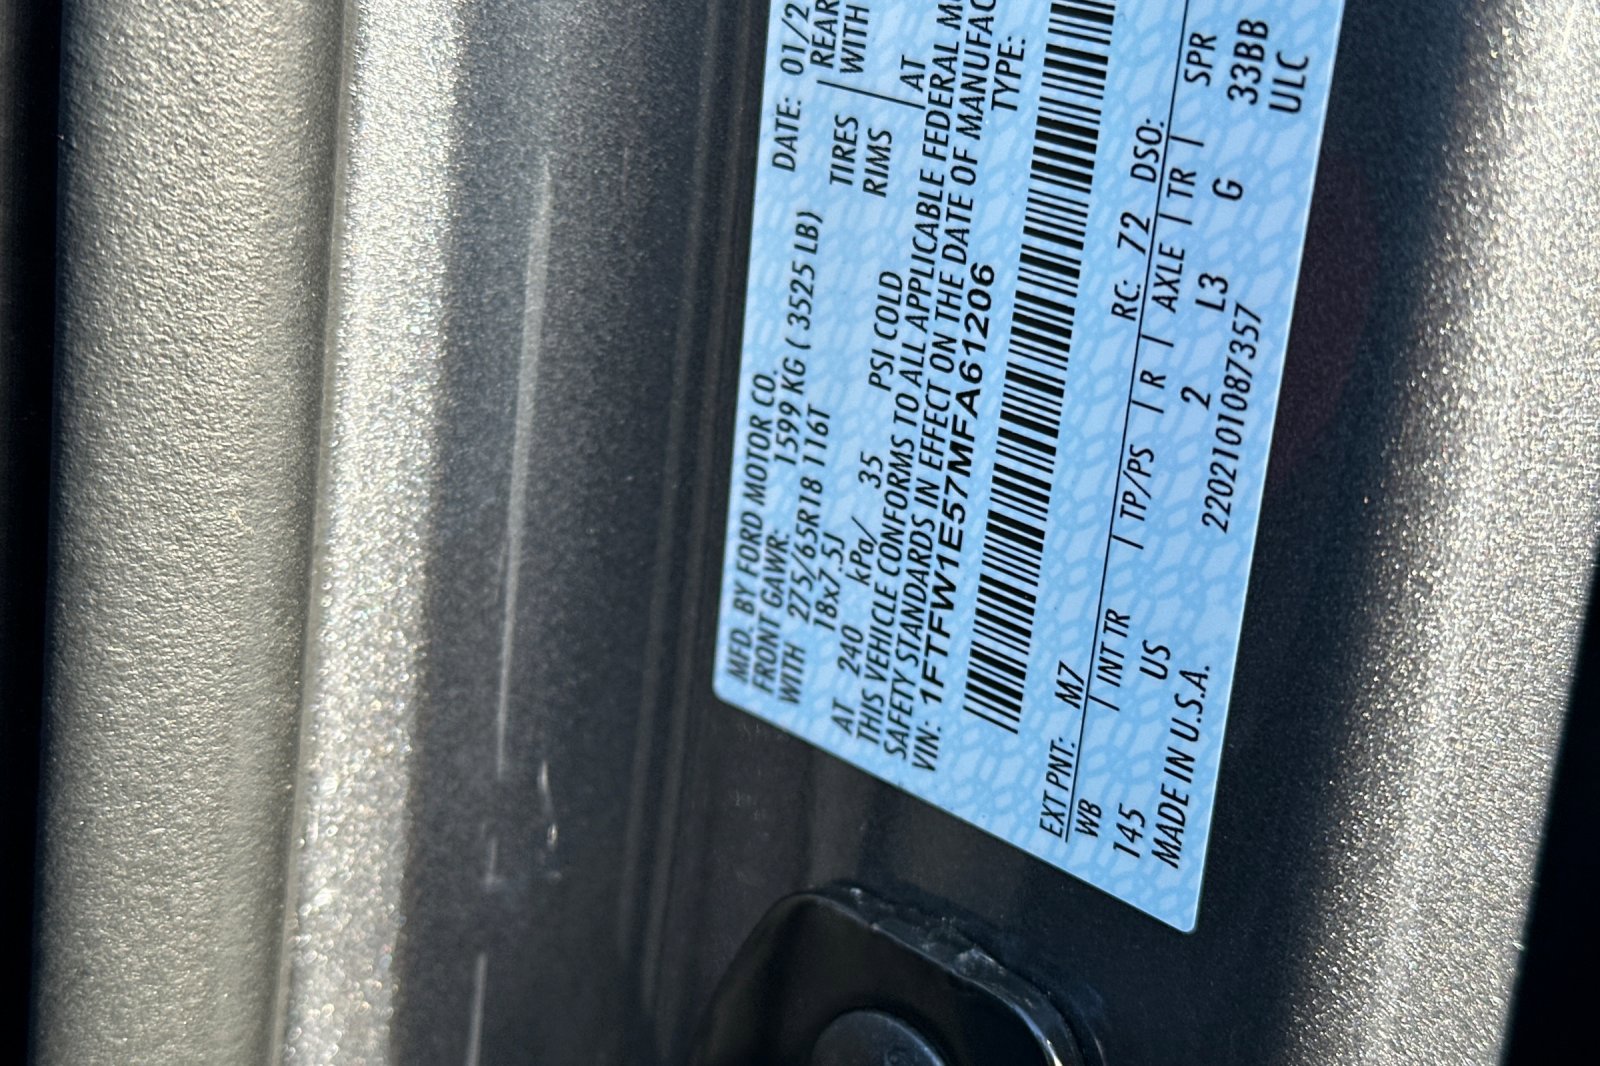 MFD. BY FORD MOTOR CO.
DATE: 01/2
FRONT GAWR: 1599 KG ( 3525 LB)
REAR
WITH 275/65R18 116T TIRES WITH
18x7.5J RIMS
AT 240 kPa/ 35 PSI COLD AT
THIS VEHICLE CONFORMS TO ALL APPLICABLE FEDERAL M
SAFETY STANDARDS IN EFFECT ON THE DATE OF MANUFAC
VIN: 1FTFW1E57MFA61206 TYPE:
EXT PNT: M7 RC: 72 DSO:
WB | INT TR | TP/PS | R | AXLE | TR | SPR
145 US 2 L3 G 33BB
MADE IN U.S.A. 2202101087357 ULC